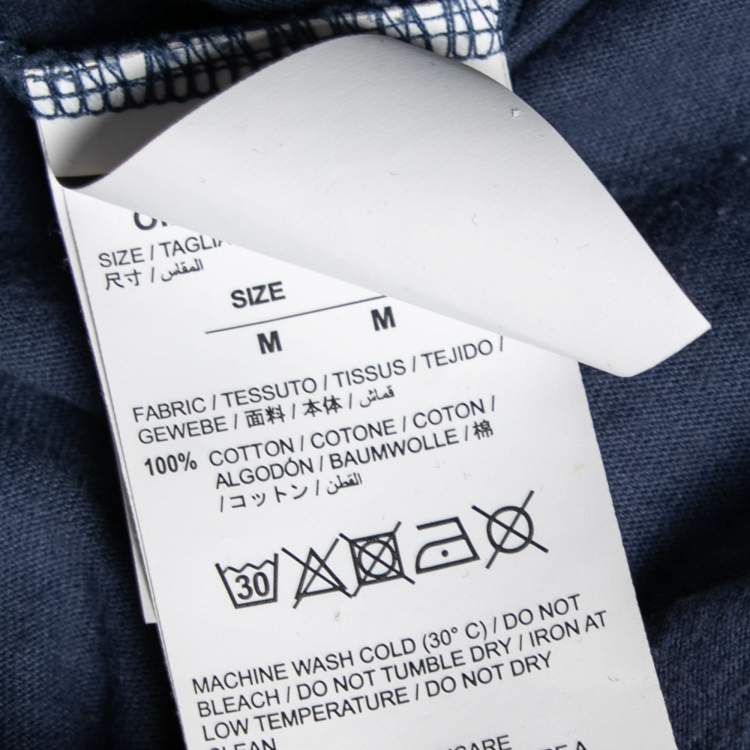 SIZE / TAGLIA
尺寸 / المقاس
SIZE
M M
FABRIC / TESSUTO / TISSUS / TEJIDO /
GEWEBE / 面料 / 本体 / قماش
100% COTTON / COTONE / COTON /
ALGODÓN / BAUMWOLLE / 棉
/ コットン / القطن
30
MACHINE WASH COLD (30° C) / DO NOT
BLEACH / DO NOT TUMBLE DRY / IRON AT
LOW TEMPERATURE / DO NOT DRY
CLEAN